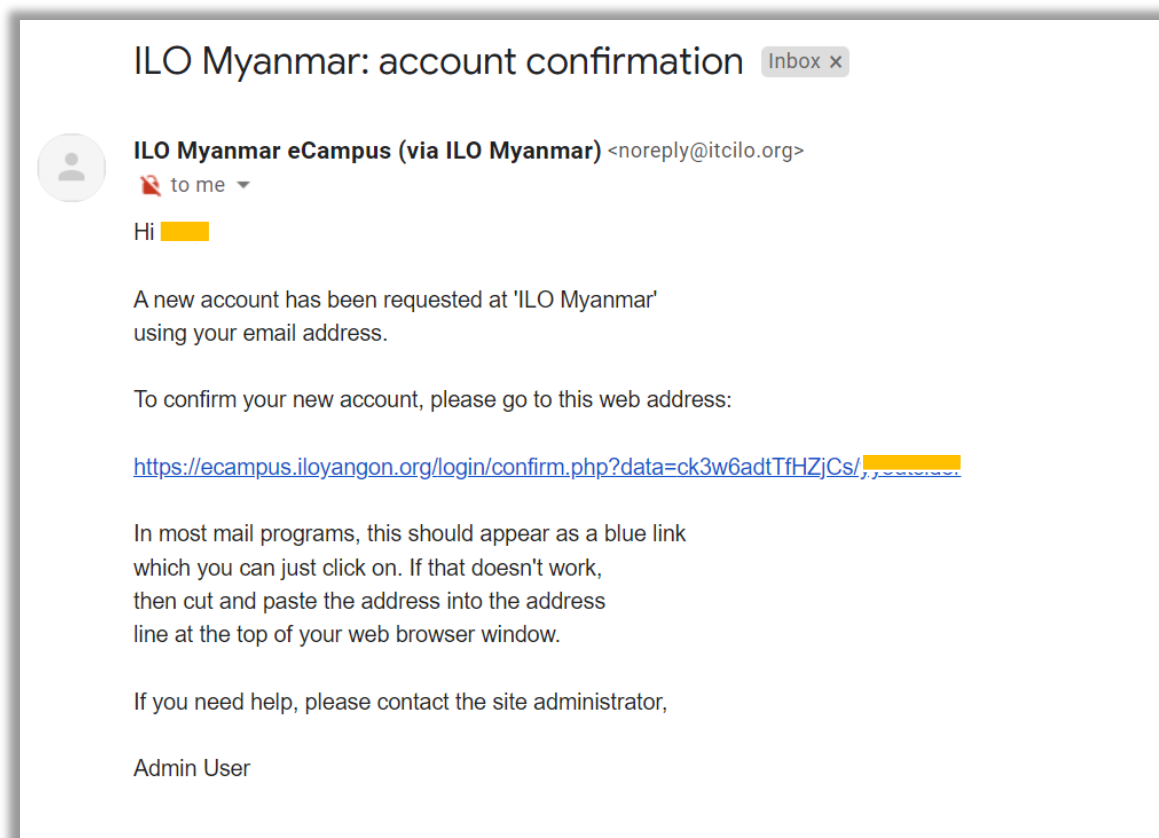 ILO Myanmar: account confirmation Inbox x
ILO Myanmar eCampus (via ILO Myanmar) <noreply@itcilo.org>
to me
Hi
A new account has been requested at 'ILO Myanmar'
using your email address.
To confirm your new account, please go to this web address:
https://ecampus.iloyangon.org/login/confirm.php?data=ck3w6adtTfHZjCs/
In most mail programs, this should appear as a blue link
which you can just click on. If that doesn't work,
then cut and paste the address into the address
line at the top of your web browser window.
If you need help, please contact the site administrator,
Admin User